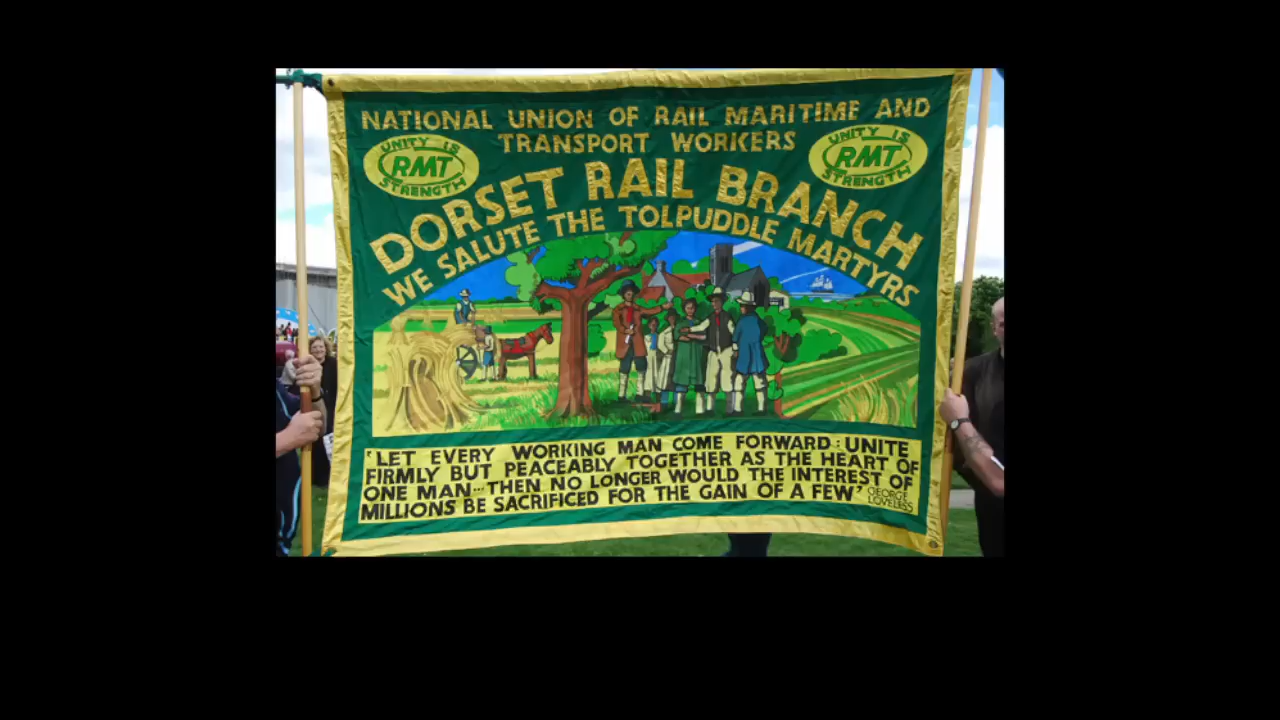 NATIONAL UNION OF RAIL MARITIME AND
TRANSPORT WORKERS
UNITY IS
RMT
STRENGTH
UNITY IS
RMT
STRENGTH
DORSET RAIL BRANCH
WE SALUTE THE TOLPUDDLE MARTYRS
'LET EVERY WORKING MAN COME FORWARD: UNITE
FIRMLY BUT PEACEABLY TOGETHER AS THE HEART OF
ONE MAN...THEN NO LONGER WOULD THE INTEREST OF
MILLIONS BE SACRIFICED FOR THE GAIN OF A FEW'
GEORGE
LOVELESS